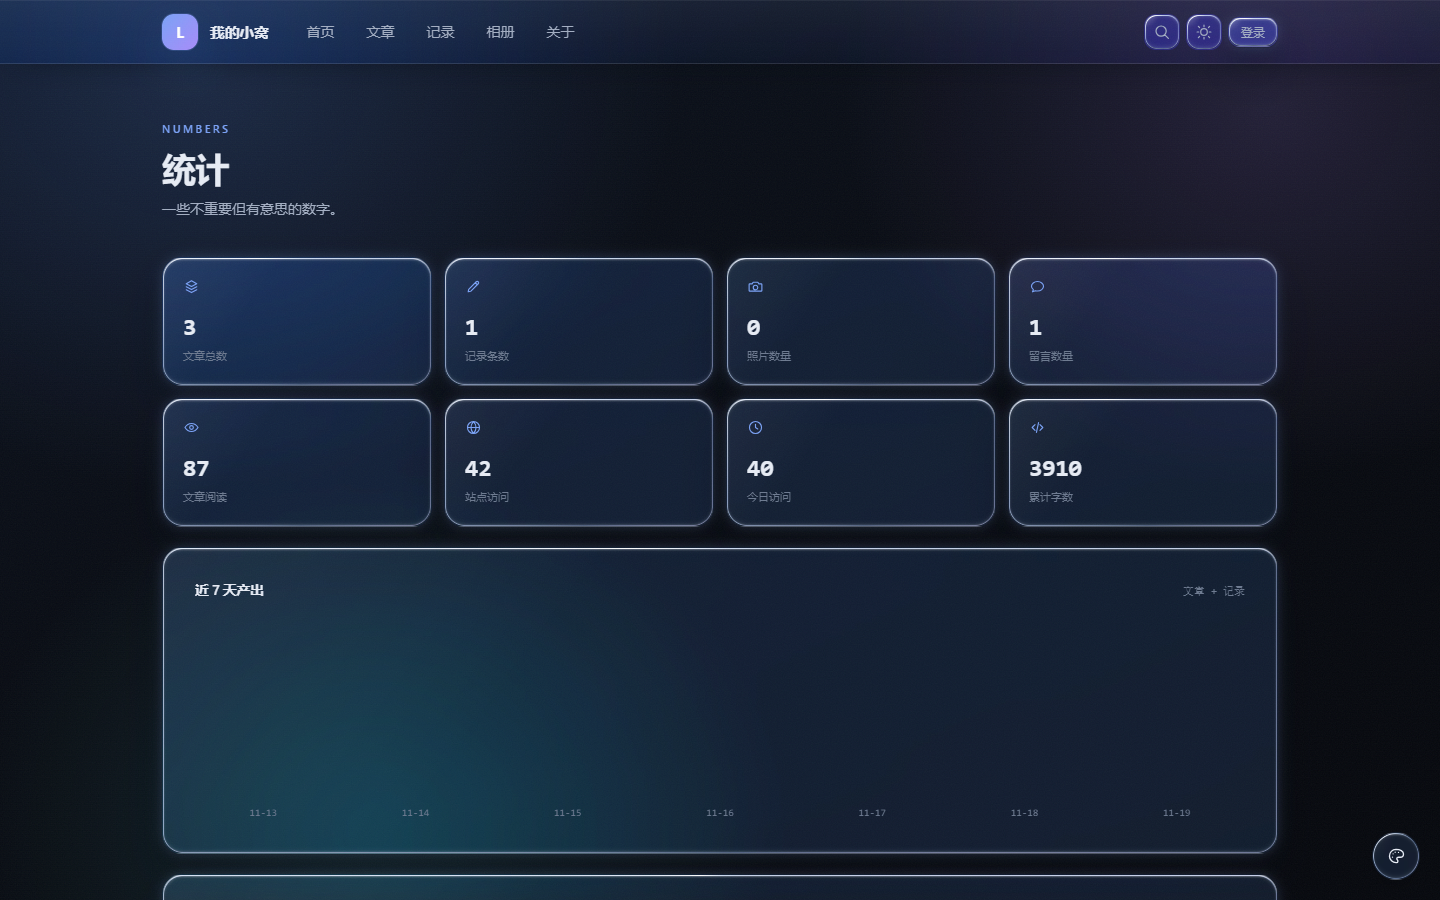 L 我的小窝 首页 文章 记录 相册 关于 登录
NUMBERS
统计
一些不重要但有意思的数字。
3 1 0 1
文章总数 记录条数 照片数量 留言数量
87 42 40 3910
文章阅读 站点访问 今日访问 累计字数
近 7 天产出 文章 + 记录
11-13 11-14 11-15 11-16 11-17 11-18 11-19